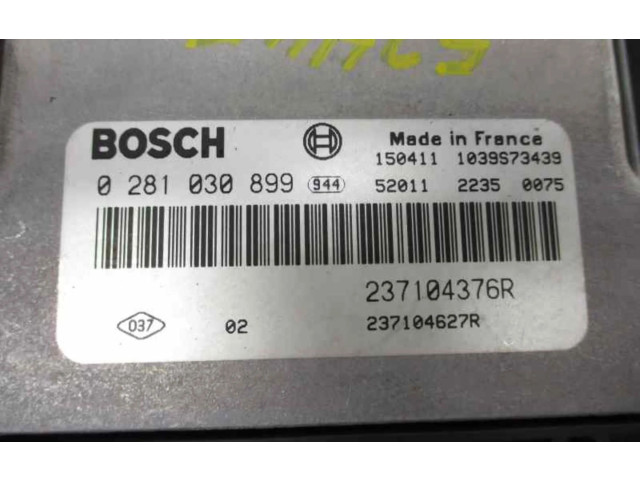 BOSCH Made in France
150411 1039S73439
0 281 030 899 944 52011 2235 0075
237104376R
037 02 237104627R